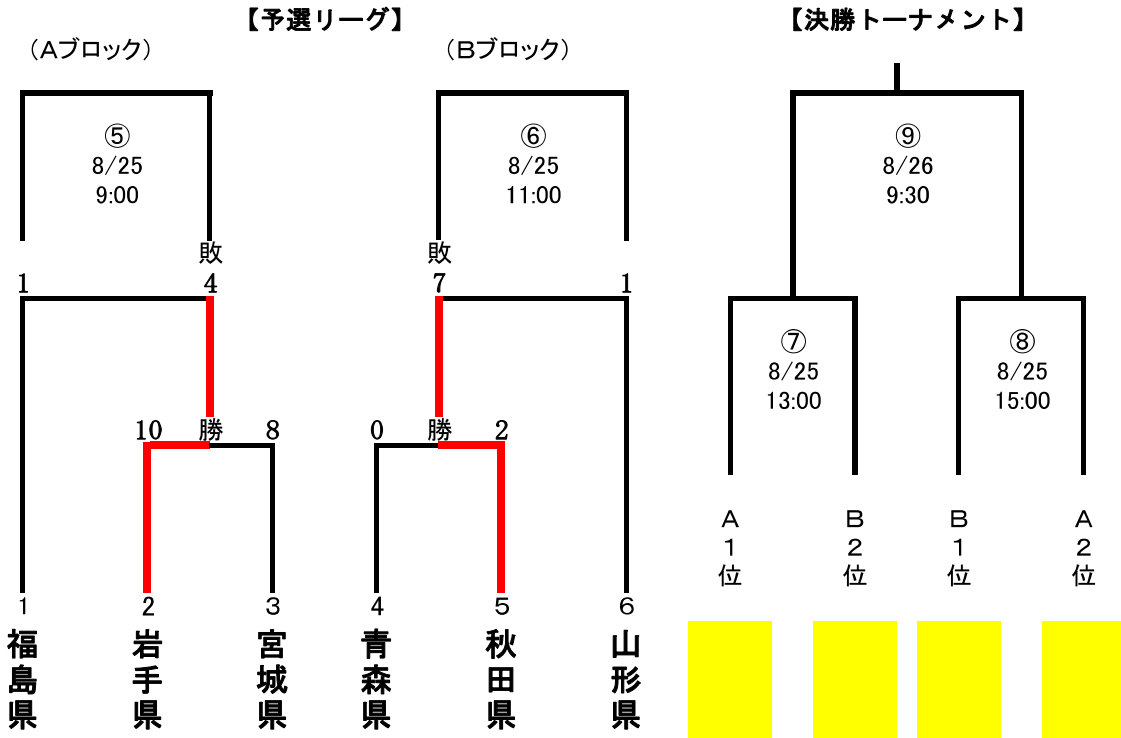 【予選リーグ】
【決勝トーナメント】
（Aブロック）
（Bブロック）
⑤
8/25
9:00
⑥
8/25
11:00
⑨
8/26
9:30
敗
敗
1
4
7
1
⑦
8/25
13:00
⑧
8/25
15:00
10
勝
8
0
勝
2
A1位
B2位
B1位
A2位
1
2
3
4
5
6
福島県
岩手県
宮城県
青森県
秋田県
山形県